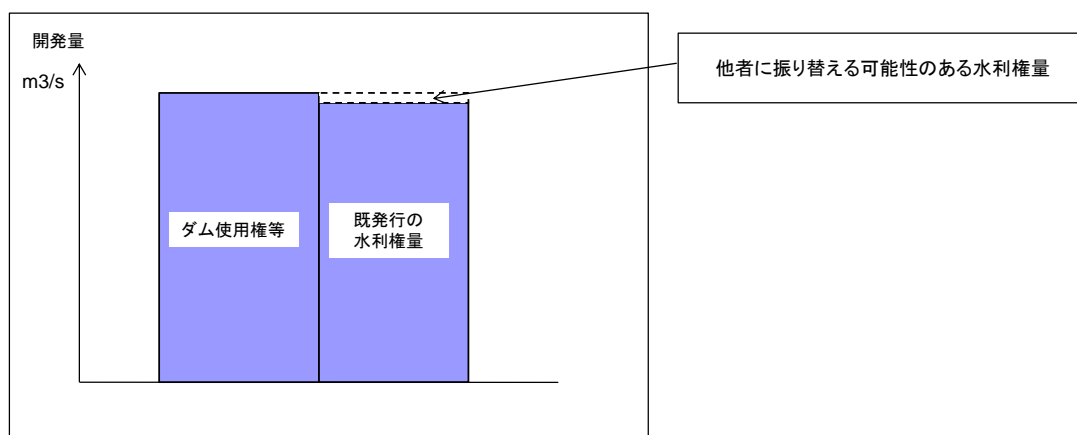 開発量
m3/s
他者に振り替える可能性のある水利権量
ダム使用権等
既発行の
水利権量